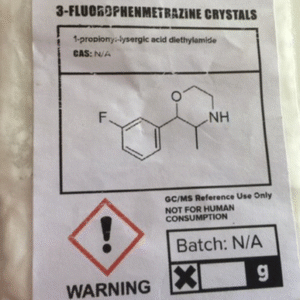 3-FLUOROPHENMETRAZINE CRYSTALS
1-propionyl-lysergic acid diethylamide
CAS: N/A
O
F
NH
GC/MS Reference Use Only
NOT FOR HUMAN
CONSUMPTION
Batch: N/A
g
WARNING